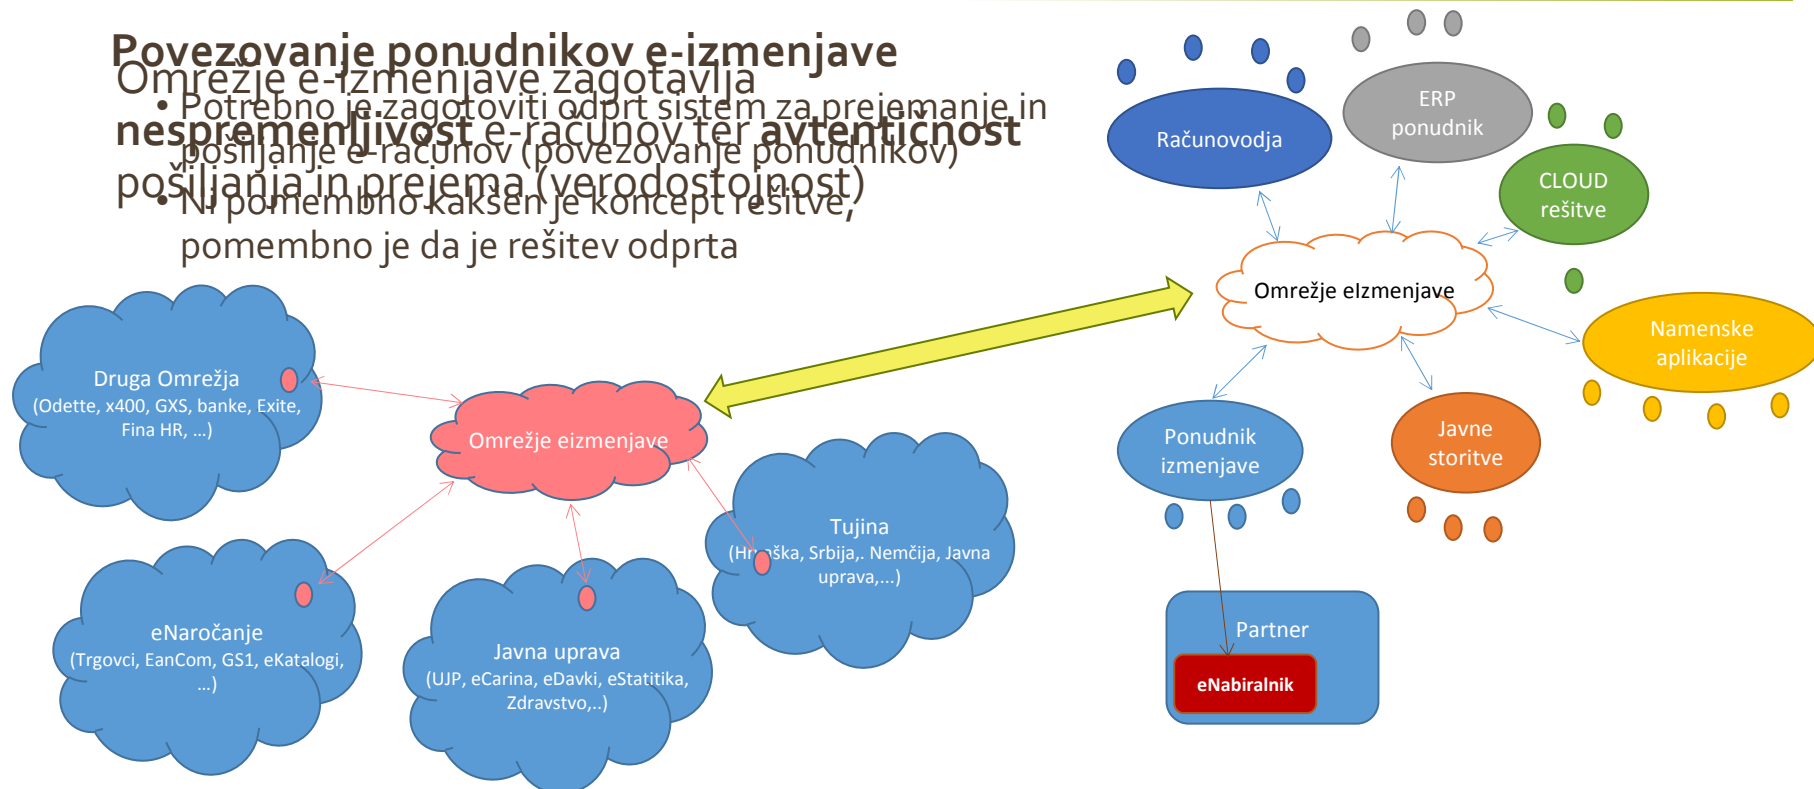 Povezovanje ponudnikov e-izmenjave
• Potrebno je zagotoviti odprt sistem za prejemanje in
pošiljanje e-računov (povezovanje ponudnikov)
• Ni pomembno kakšen je koncept rešitve,
pomembno je da je rešitev odprta
Omrežje e-izmenjave zagotavlja
nespremenljivost e-računov ter avtentičnost
pošiljanja in prejema (verodostojnost)
Računovodja
ERP
ponudnik
CLOUD
rešitve
Omrežje eIzmenjave
Namenske
aplikacije
Ponudnik
izmenjave
Javne
storitve
Partner
eNabiralnik
Druga Omrežja
(Odette, x400, GXS, banke, Exite,
Fina HR, ...)
Omrežje eizmenjave
Tujina
(Hrvaška, Srbija,. Nemčija, Javna
uprava,...)
eNaročanje
(Trgovci, EanCom, GS1, eKatalogi,
...)
Javna uprava
(UJP, eCarina, eDavki, eStatitika,
Zdravstvo,..)